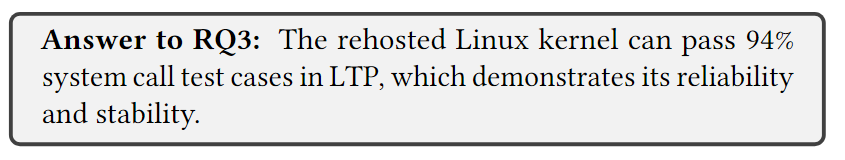 Answer to RQ3: The rehosted Linux kernel can pass 94%
system call test cases in LTP, which demonstrates its reliability
and stability.